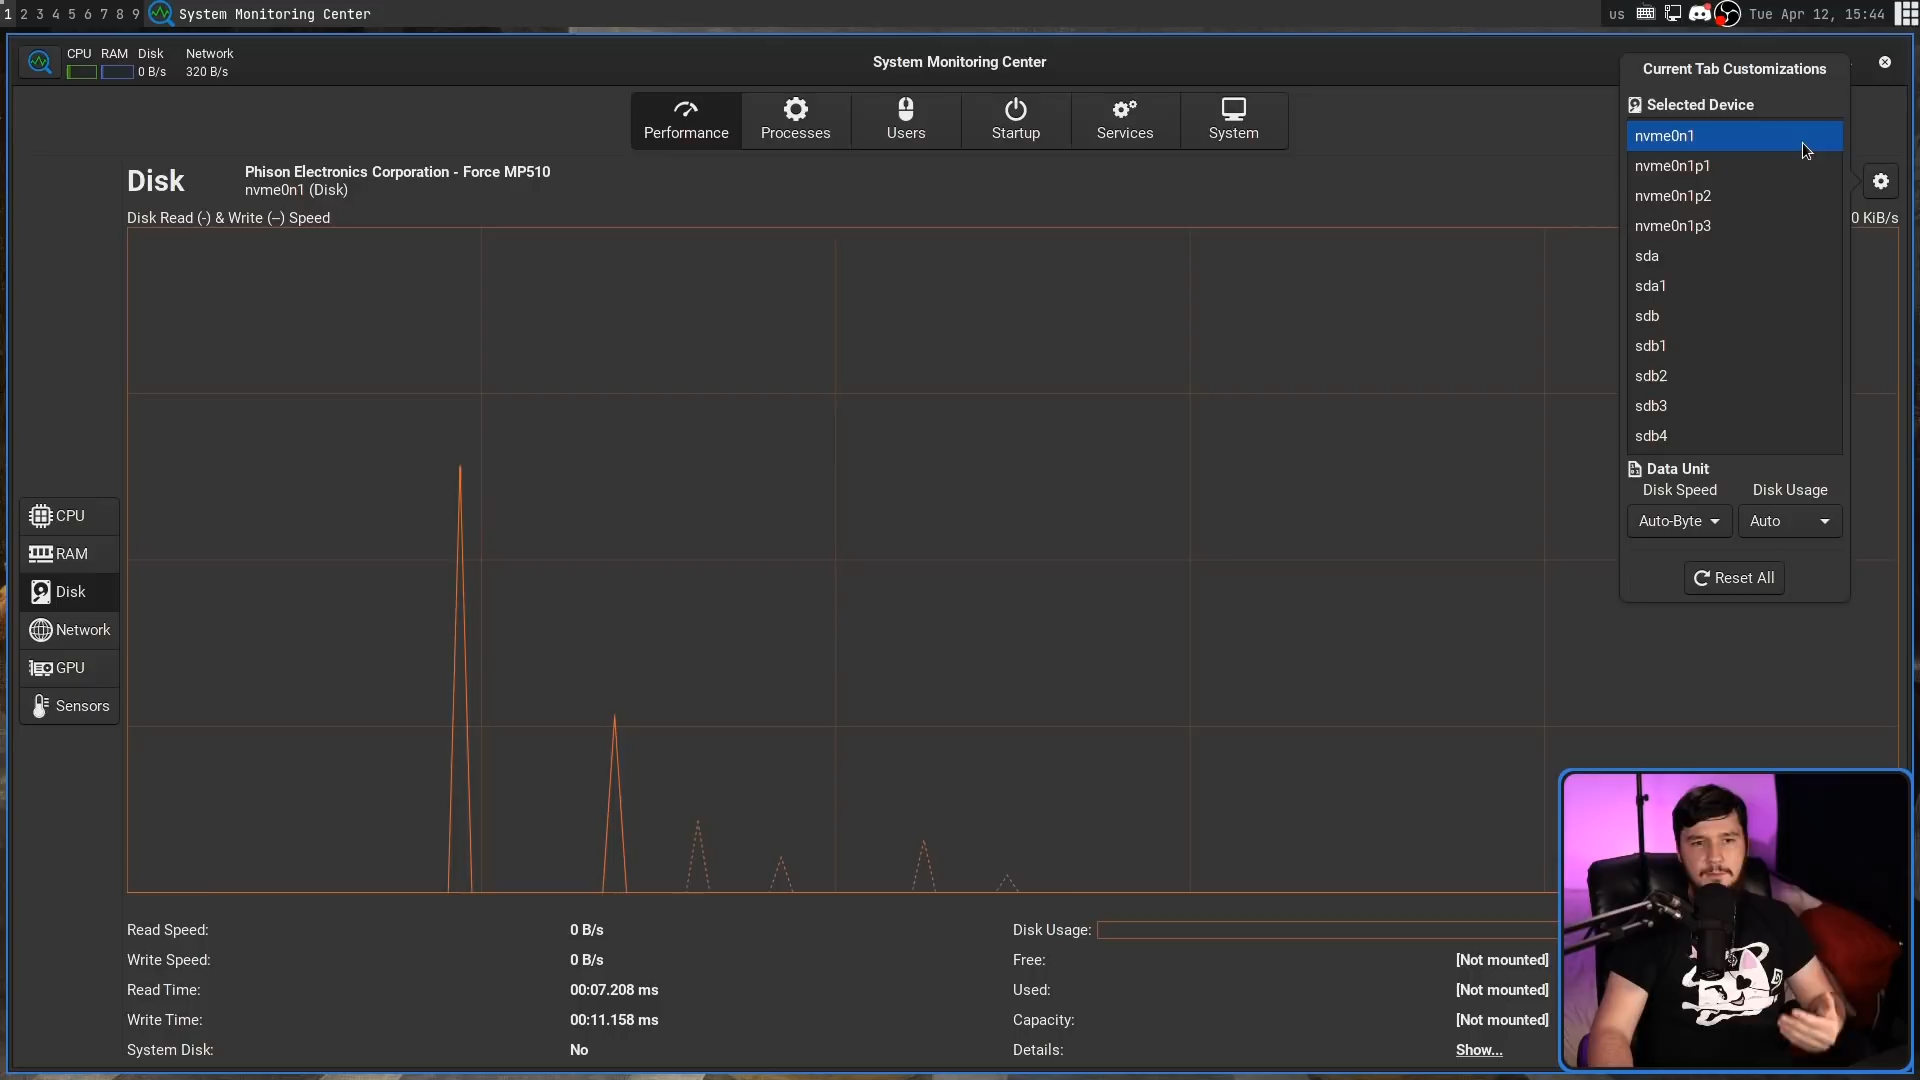 1 2 3 4 5 6 7 8 9 System Monitoring Center
us Tue Apr 12, 15:44
CPU RAM Disk Network
0 B/s 320 B/s
System Monitoring Center
Performance Processes Users Startup Services System
Disk
Phison Electronics Corporation - Force MP510
nvme0n1 (Disk)
Disk Read (-) & Write (--) Speed
0 KiB/s
CPU
RAM
Disk
Network
GPU
Sensors
Current Tab Customizations
Selected Device
nvme0n1
nvme0n1p1
nvme0n1p2
nvme0n1p3
sda
sda1
sdb
sdb1
sdb2
sdb3
sdb4
Data Unit
Disk Speed Disk Usage
Auto-Byte Auto
Reset All
Read Speed: 0 B/s
Write Speed: 0 B/s
Read Time: 00:07.208 ms
Write Time: 00:11.158 ms
System Disk: No
Disk Usage:
Free: [Not mounted]
Used: [Not mounted]
Capacity: [Not mounted]
Details: Show...